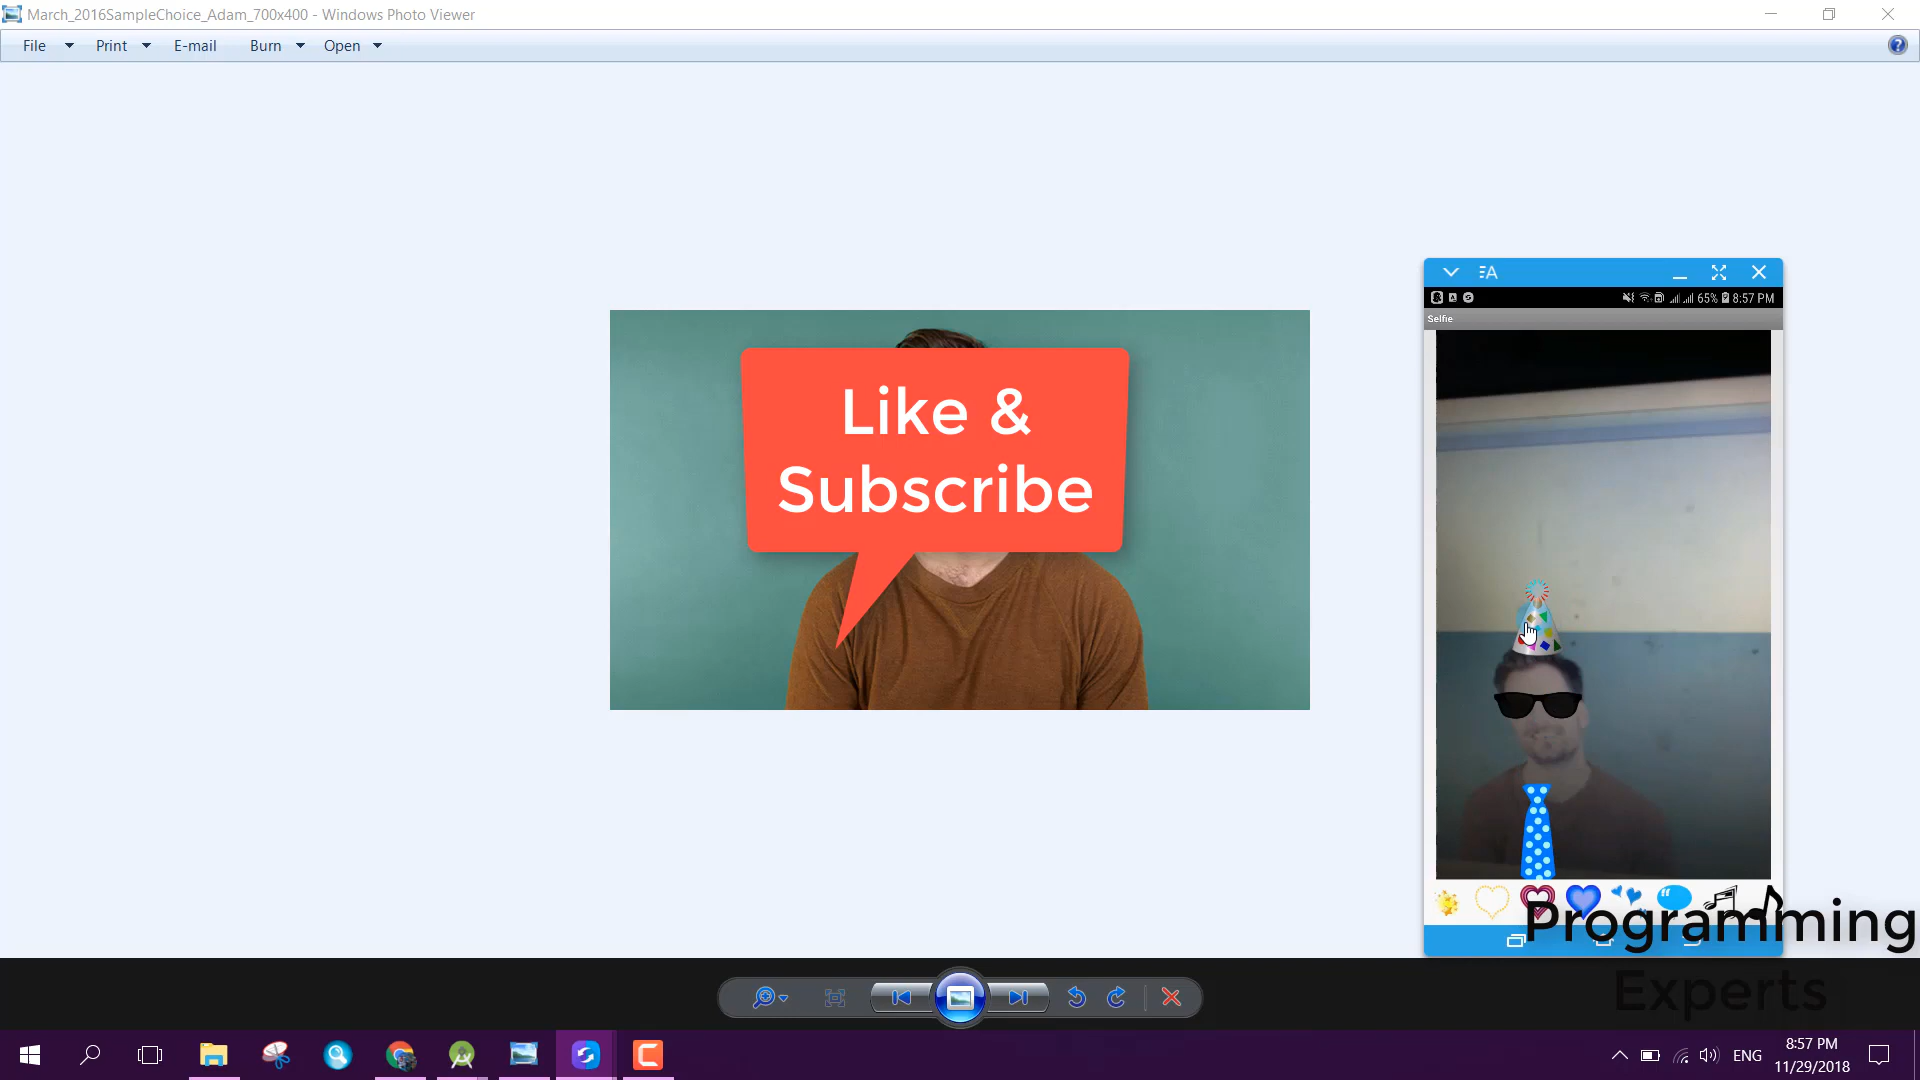 March_2016SampleChoice_Adam_700x400 - Windows Photo Viewer
File Print E-mail Burn Open
Like &
Subscribe
A
65% 8:57 PM
Selfie
Programming
Experts
ENG
8:57 PM
11/29/2018